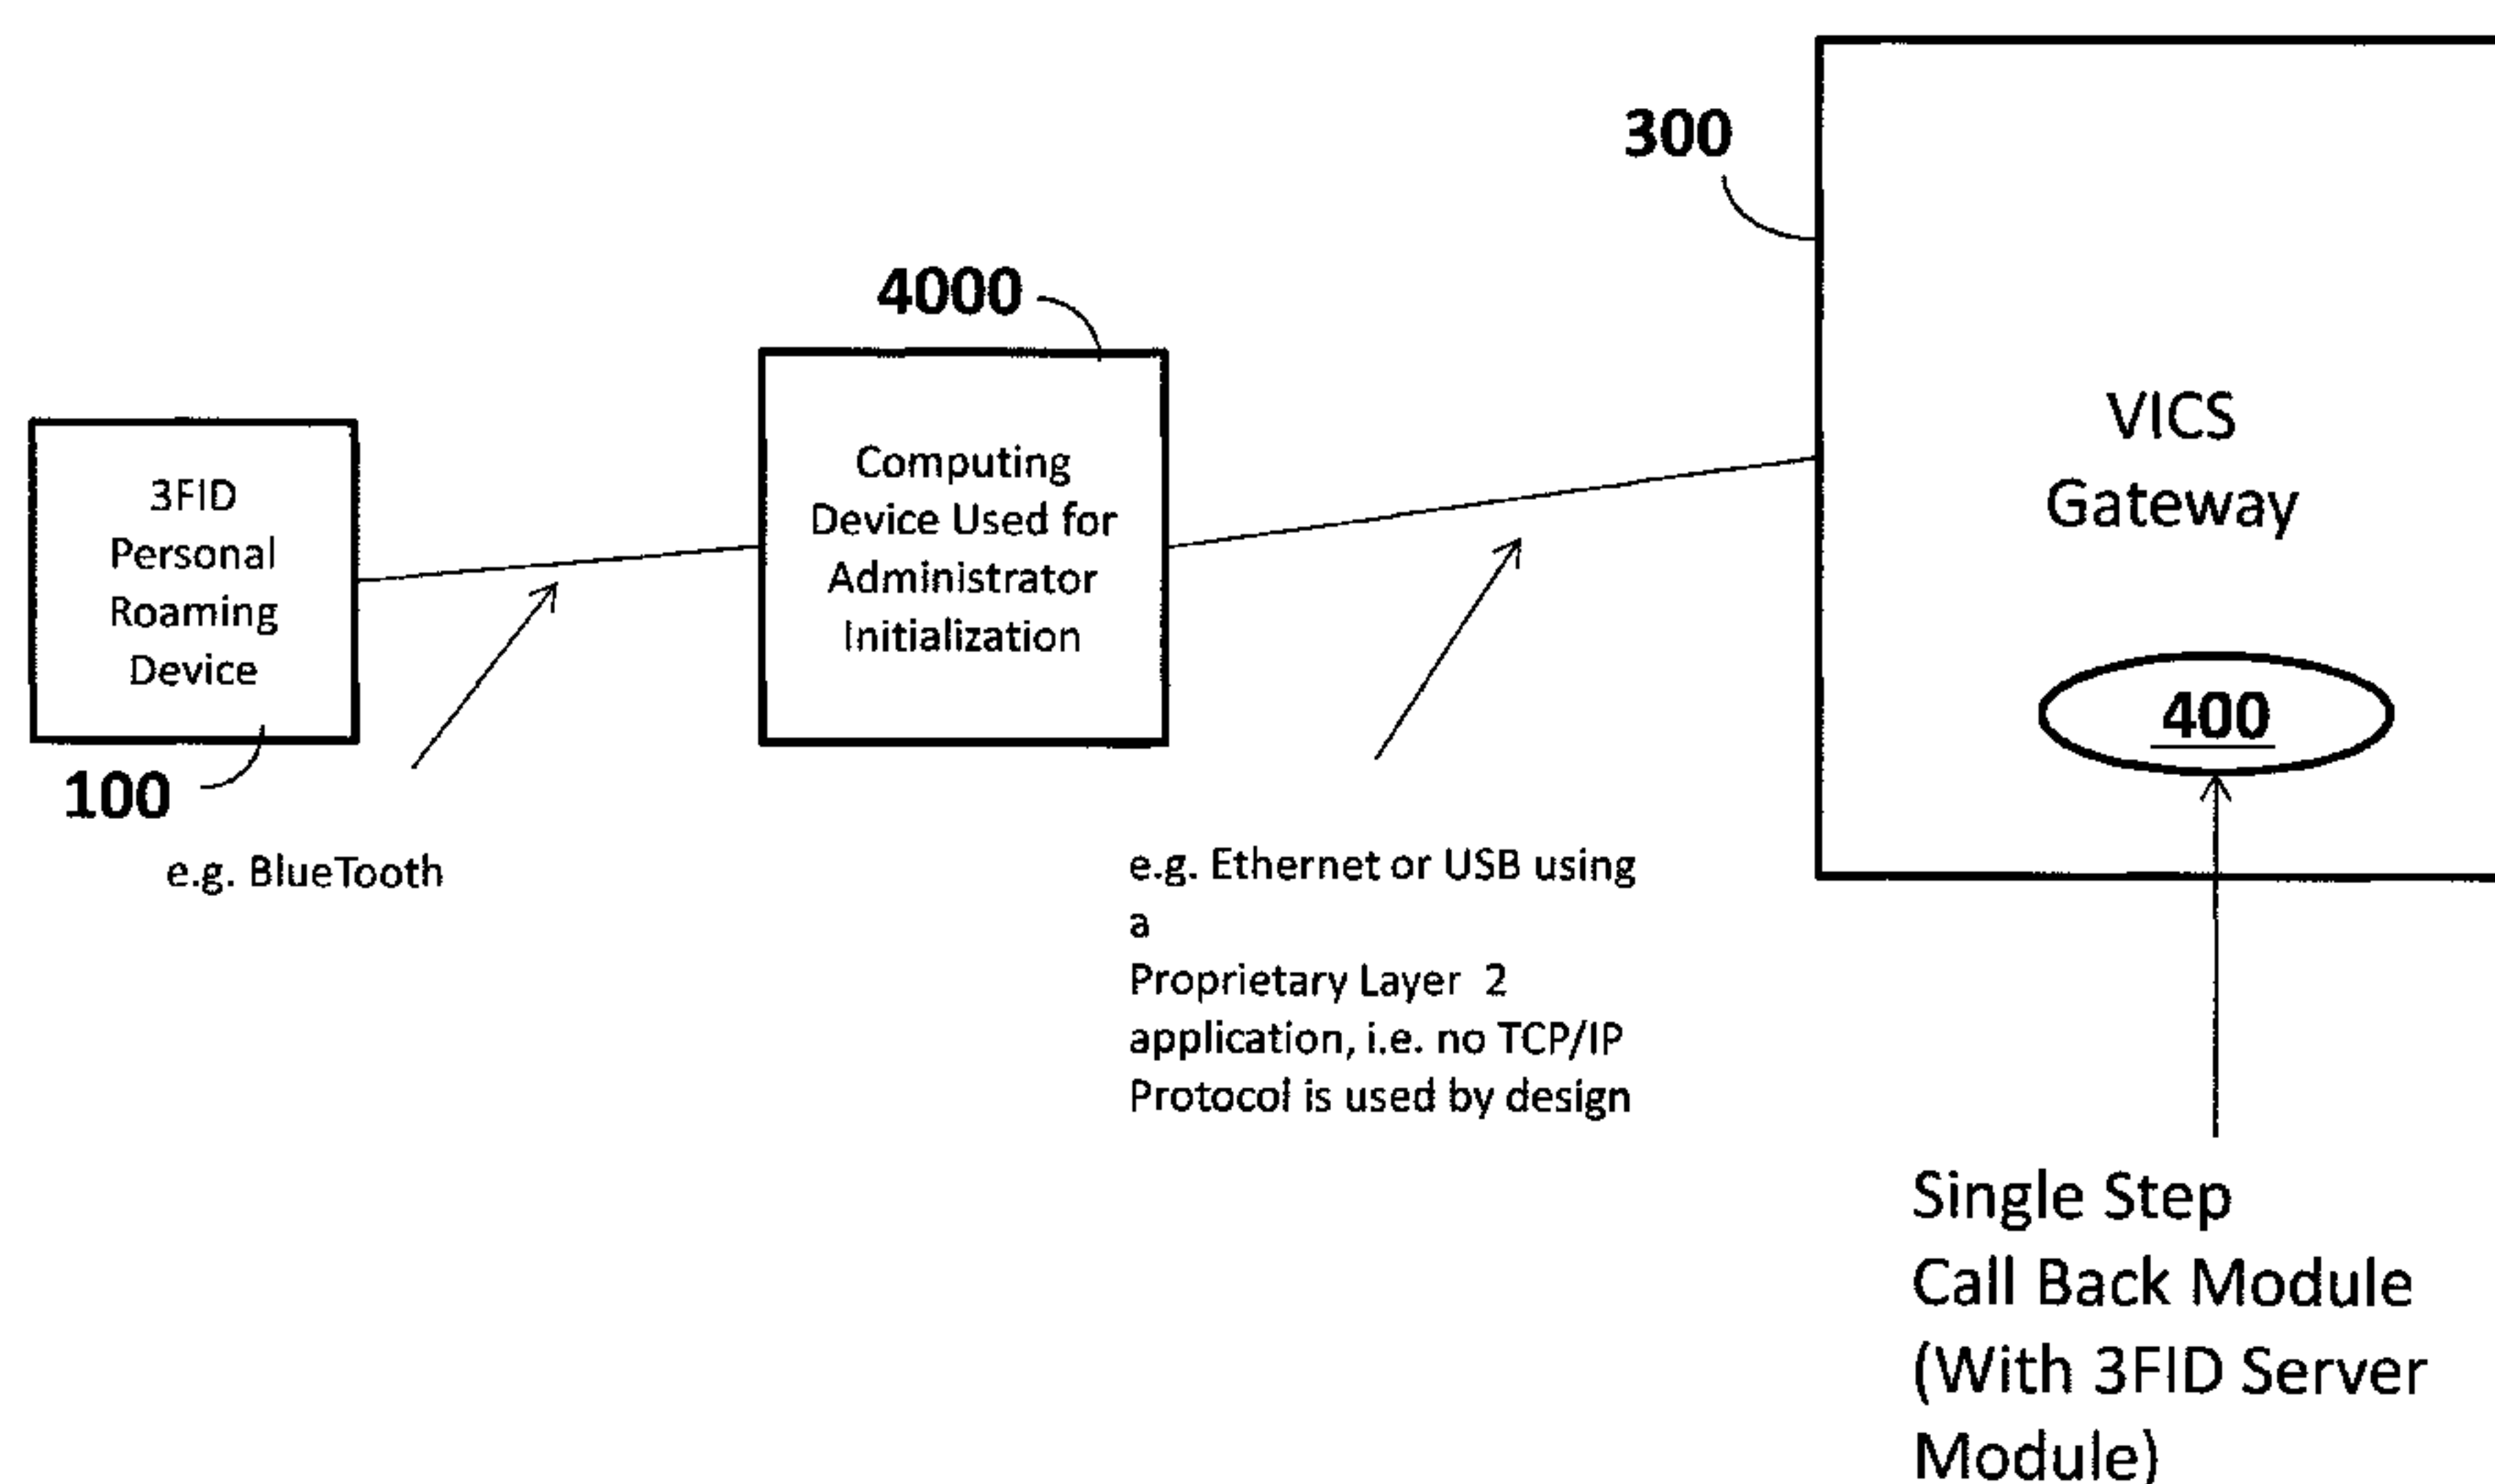 300
4000
3FID
Personal
Roaming
Device
100
e.g. BlueTooth
Computing
Device Used for
Administrator
Initialization
e.g. Ethernet or USB using
a
Proprietary Layer 2
application, i.e. no TCP/IP
Protocol is used by design
VICS
Gateway
400
Single Step
Call Back Module
(With 3FID Server
Module)